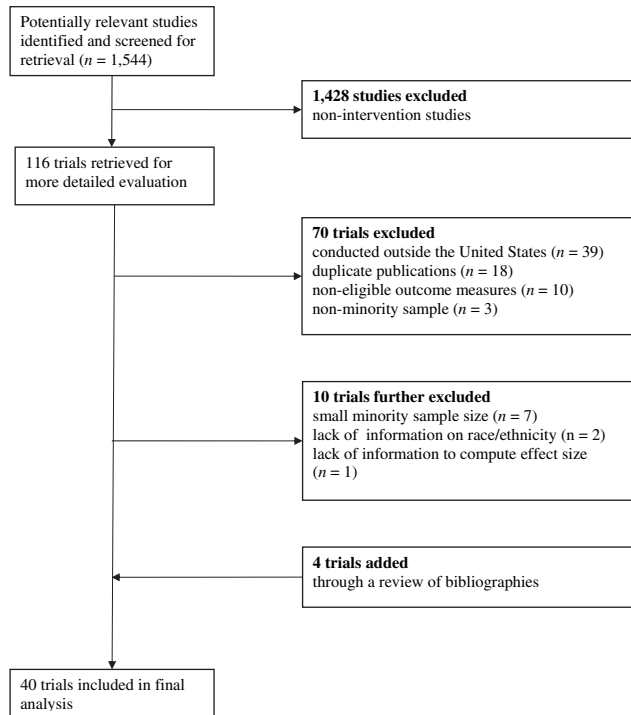 Potentially relevant studies
identified and screened for
retrieval (n = 1,544)
1,428 studies excluded
non-intervention studies
116 trials retrieved for
more detailed evaluation
70 trials excluded
conducted outside the United States (n = 39)
duplicate publications (n = 18)
non-eligible outcome measures (n = 10)
non-minority sample (n = 3)
10 trials further excluded
small minority sample size (n = 7)
lack of information on race/ethnicity (n = 2)
lack of information to compute effect size
(n = 1)
4 trials added
through a review of bibliographies
40 trials included in final
analysis